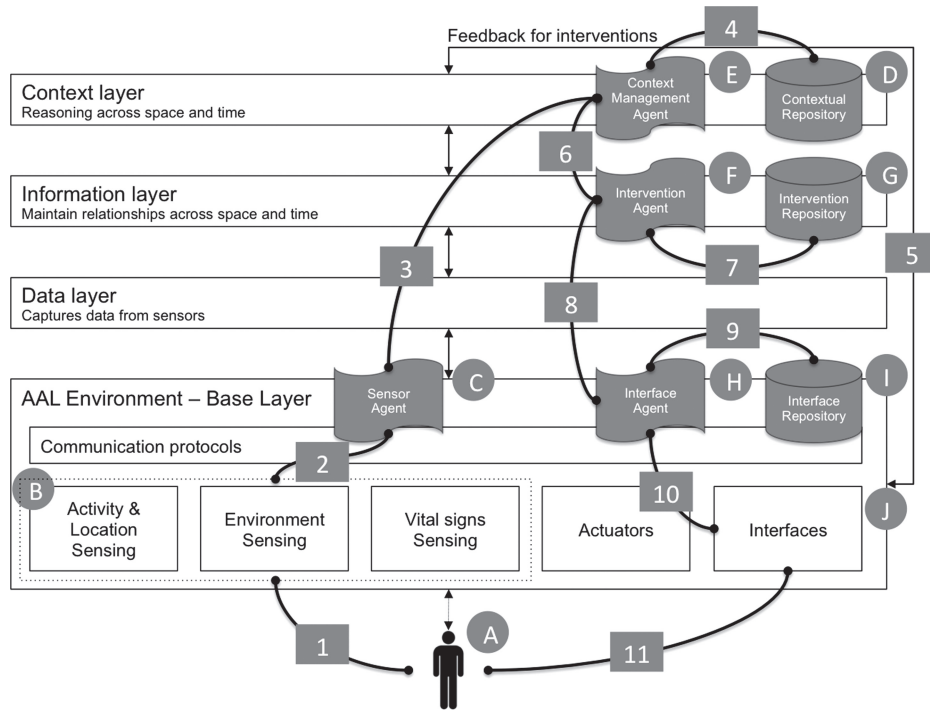 4
Feedback for interventions
E
D
Context layer
Reasoning across space and time
Context
Management
Agent
Contextual
Repository
6
F
G
Information layer
Maintain relationships across space and time
Intervention
Agent
Intervention
Repository
5
3
7
Data layer
Captures data from sensors
8
9
C
H
I
AAL Environment – Base Layer
Sensor
Agent
Interface
Agent
Interface
Repository
Communication protocols
2
B
10
J
Activity &
Location
Sensing
Environment
Sensing
Vital signs
Sensing
Actuators
Interfaces
A
1
11